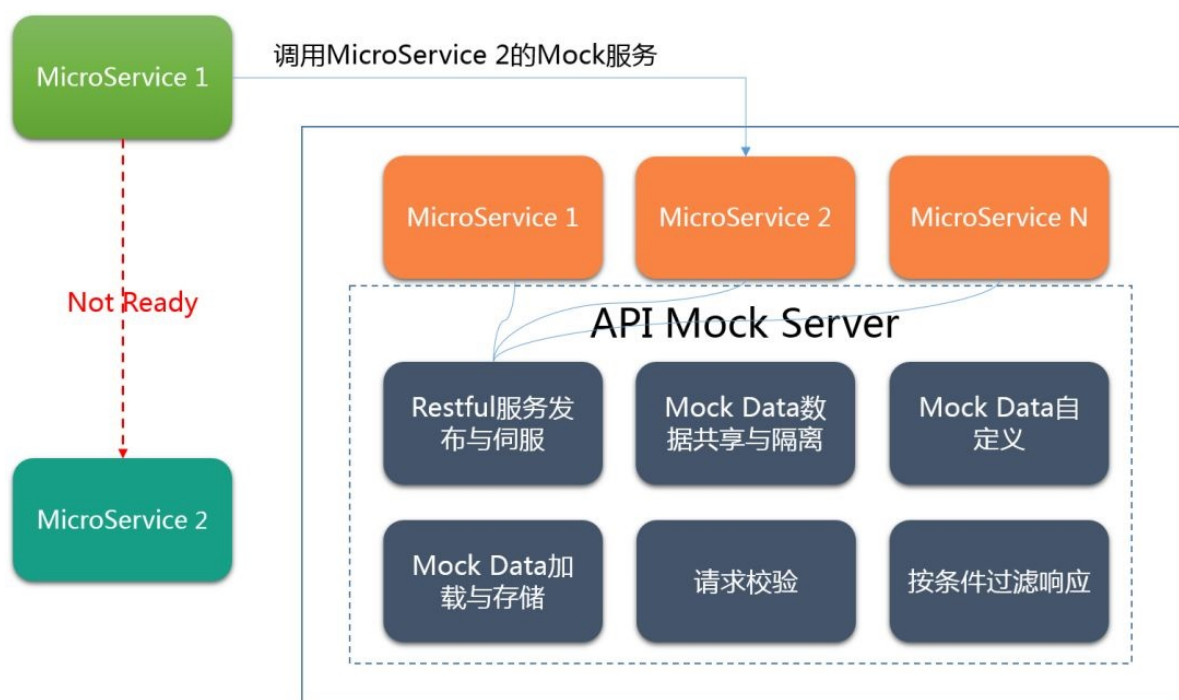 MicroService 1
调用MicroService 2的Mock服务
MicroService 1
MicroService 2
MicroService N
Not Ready
API Mock Server
Restful服务发
布与伺服
Mock Data数
据共享与隔离
Mock Data自
定义
MicroService 2
Mock Data加
载与存储
请求校验
按条件过滤响应